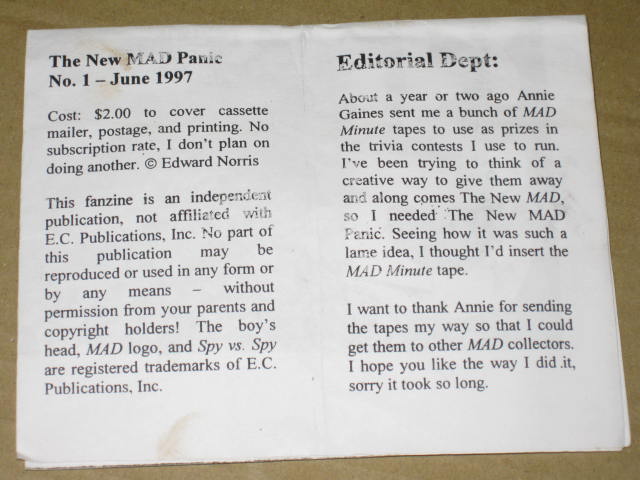 The New MAD Panic
No. 1 – June 1997
Cost: $2.00 to cover cassette
mailer, postage, and printing. No
subscription rate, I don't plan on
doing another. © Edward Norris
This fanzine is an independent
publication, not affiliated with
E.C. Publications, Inc. No part of
this publication may be
reproduced or used in any form or
by any means – without
permission from your parents and
copyright holders! The boy's
head, MAD logo, and Spy vs. Spy
are registered trademarks of E.C.
Publications, Inc.
Editorial Dept:
About a year or two ago Annie
Gaines sent me a bunch of MAD
Minute tapes to use as prizes in
the trivia contests I use to run.
I've been trying to think of a
creative way to give them away
and along comes The New MAD,
so I needed The New MAD
Panic. Seeing how it was such a
lame idea, I thought I'd insert the
MAD Minute tape.
I want to thank Annie for sending
the tapes my way so that I could
get them to other MAD collectors.
I hope you like the way I did it,
sorry it took so long.